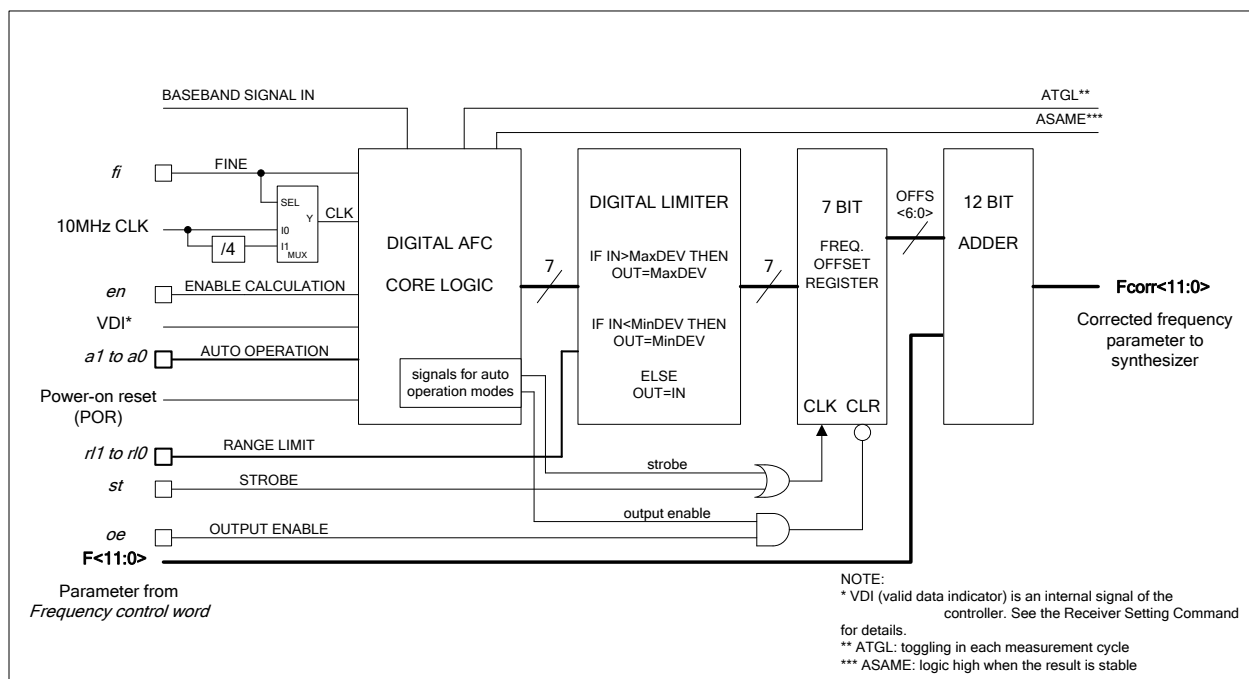 BASEBAND SIGNAL IN
ATGL**
ASAME***
fi
FINE
SEL
Y
I0
I1
MUX
CLK
10MHz CLK
/4
en
ENABLE CALCULATION
VDI*
a1 to a0
AUTO OPERATION
Power-on reset
(POR)
rl1 to rl0
RANGE LIMIT
st
STROBE
oe
OUTPUT ENABLE
F<11:0>
Parameter from
Frequency control word
DIGITAL AFC
CORE LOGIC
signals for auto
operation modes
7
DIGITAL LIMITER
IF IN>MaxDEV THEN
OUT=MaxDEV
IF IN<MinDEV THEN
OUT=MinDEV
ELSE
OUT=IN
7
7 BIT
FREQ.
OFFSET
REGISTER
CLK CLR
strobe
output enable
OFFS
<6:0>
12 BIT
ADDER
Fcorr<11:0>
Corrected frequency
parameter to
synthesizer
NOTE:
* VDI (valid data indicator) is an internal signal of the
controller. See the Receiver Setting Command
for details.
** ATGL: toggling in each measurement cycle
*** ASAME: logic high when the result is stable